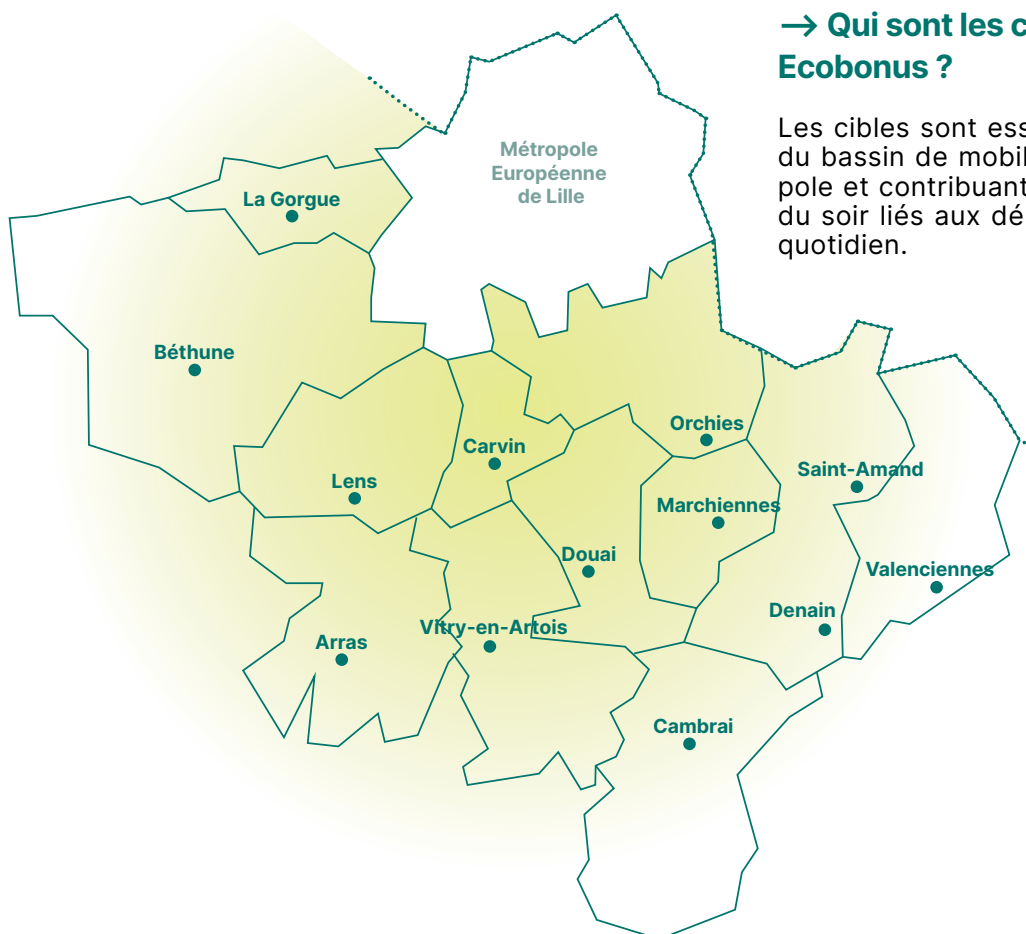 → Qui sont les c
Ecobonus ?
Les cibles sont ess
du bassin de mobil
pole et contribuant
du soir liés aux dé
quotidien.
Métropole
Européenne
de Lille
La Gorgue
Béthune
Orchies
Carvin
Saint-Amand
Lens
Marchiennes
Douai
Valenciennes
Denain
Vitry-en-Artois
Arras
Cambrai